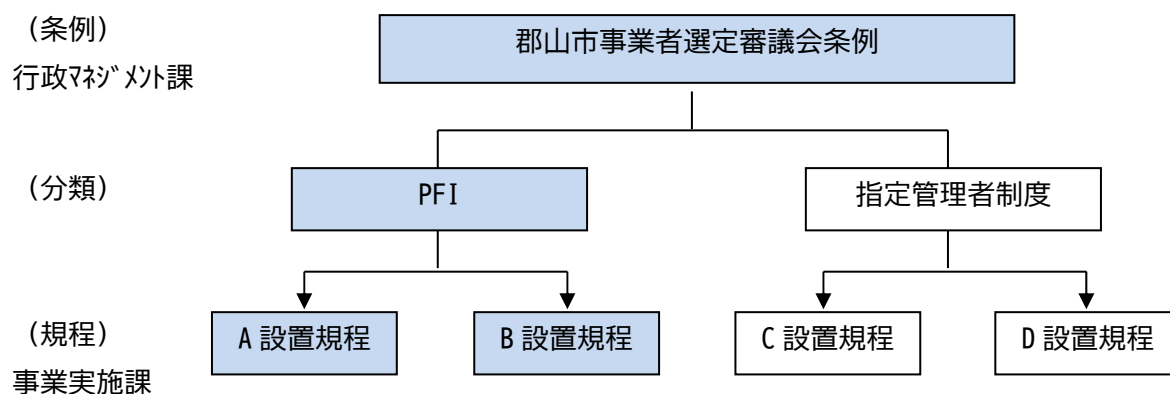 （条例）
郡山市事業者選定審議会条例
行政ﾏﾈｼﾞﾒﾝﾄ課
（分類）
PFI
指定管理者制度
（規程）
A 設置規程
B 設置規程
C 設置規程
D 設置規程
事業実施課